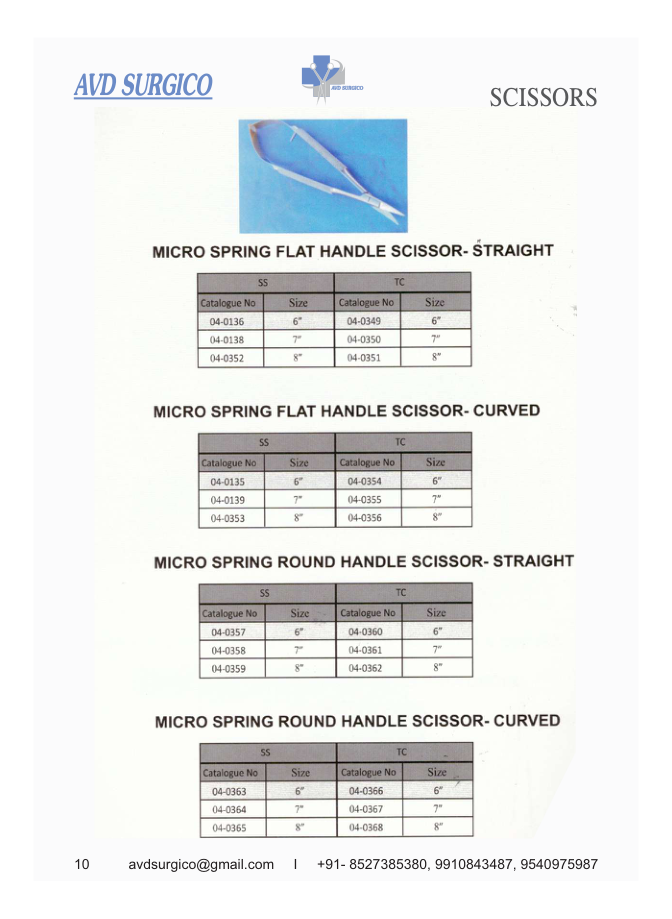 AVD SURGICO
AVD SURGICO
SCISSORS
MICRO SPRING FLAT HANDLE SCISSOR- STRAIGHT
SS TC
Catalogue No Size Catalogue No Size
04-0136 6" 04-0349 6"
04-0138 7" 04-0350 7"
04-0352 8" 04-0351 8"
MICRO SPRING FLAT HANDLE SCISSOR- CURVED
SS TC
Catalogue No Size Catalogue No Size
04-0135 6" 04-0354 6"
04-0139 7" 04-0355 7"
04-0353 8" 04-0356 8"
MICRO SPRING ROUND HANDLE SCISSOR- STRAIGHT
SS TC
Catalogue No Size Catalogue No Size
04-0357 6" 04-0360 6"
04-0358 7" 04-0361 7"
04-0359 8" 04-0362 8"
MICRO SPRING ROUND HANDLE SCISSOR- CURVED
SS TC
Catalogue No Size Catalogue No Size
04-0363 6" 04-0366 6"
04-0364 7" 04-0367 7"
04-0365 8" 04-0368 8"
10 avdsurgico@gmail.com I +91- 8527385380, 9910843487, 9540975987